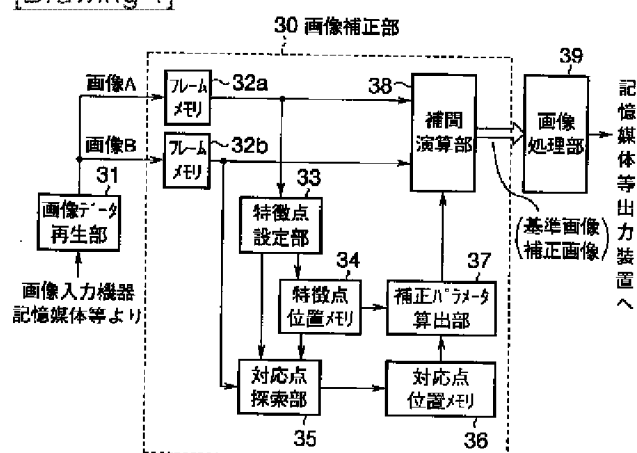 [Drawing 1]
30 画像補正部
画像A
フレーム
メモリ
32a
画像B
フレーム
メモリ
32b
31
画像データ
再生部
画像入力機器
記憶媒体等より
33
特徴点
設定部
34
特徴点
位置メモリ
対応点
探索部
35
38
補間
演算部
37
補正パラメータ
算出部
対応点
位置メモリ
36
39
画像
処理部
基準画像
補正画像
記憶媒体等出力装置へ